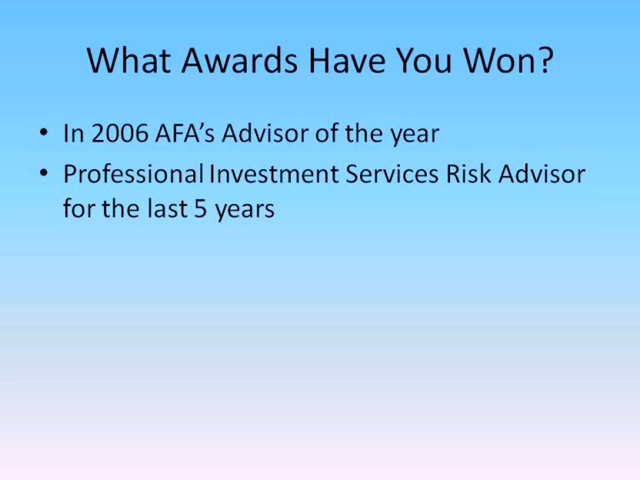 What Awards Have You Won?
• In 2006 AFA's Advisor of the year
• Professional Investment Services Risk Advisor
for the last 5 years